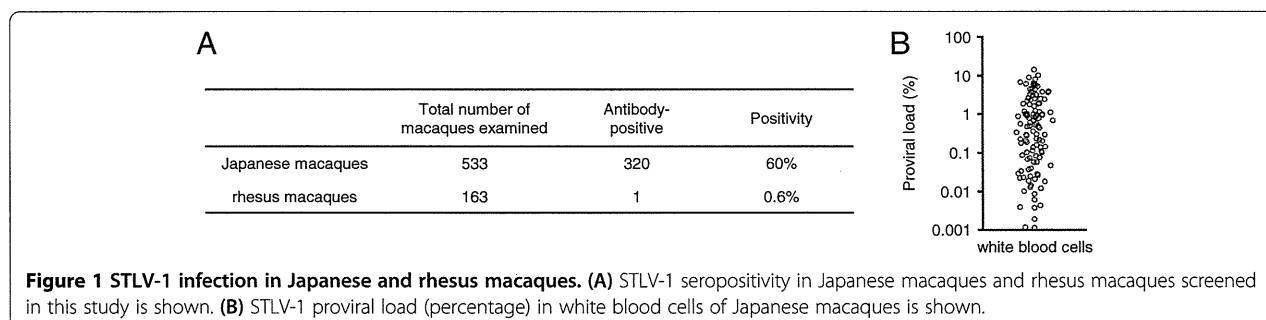 A
Total number of
macaques examined
Antibody-
positive
Positivity
Japanese macaques 533 320 60%
rhesus macaques 163 1 0.6%
B
Proviral load (%)
100
10
1
0.1
0.01
0.001
white blood cells
Figure 1 STLV-1 infection in Japanese and rhesus macaques. (A) STLV-1 seropositivity in Japanese macaques and rhesus macaques screened
in this study is shown. (B) STLV-1 proviral load (percentage) in white blood cells of Japanese macaques is shown.